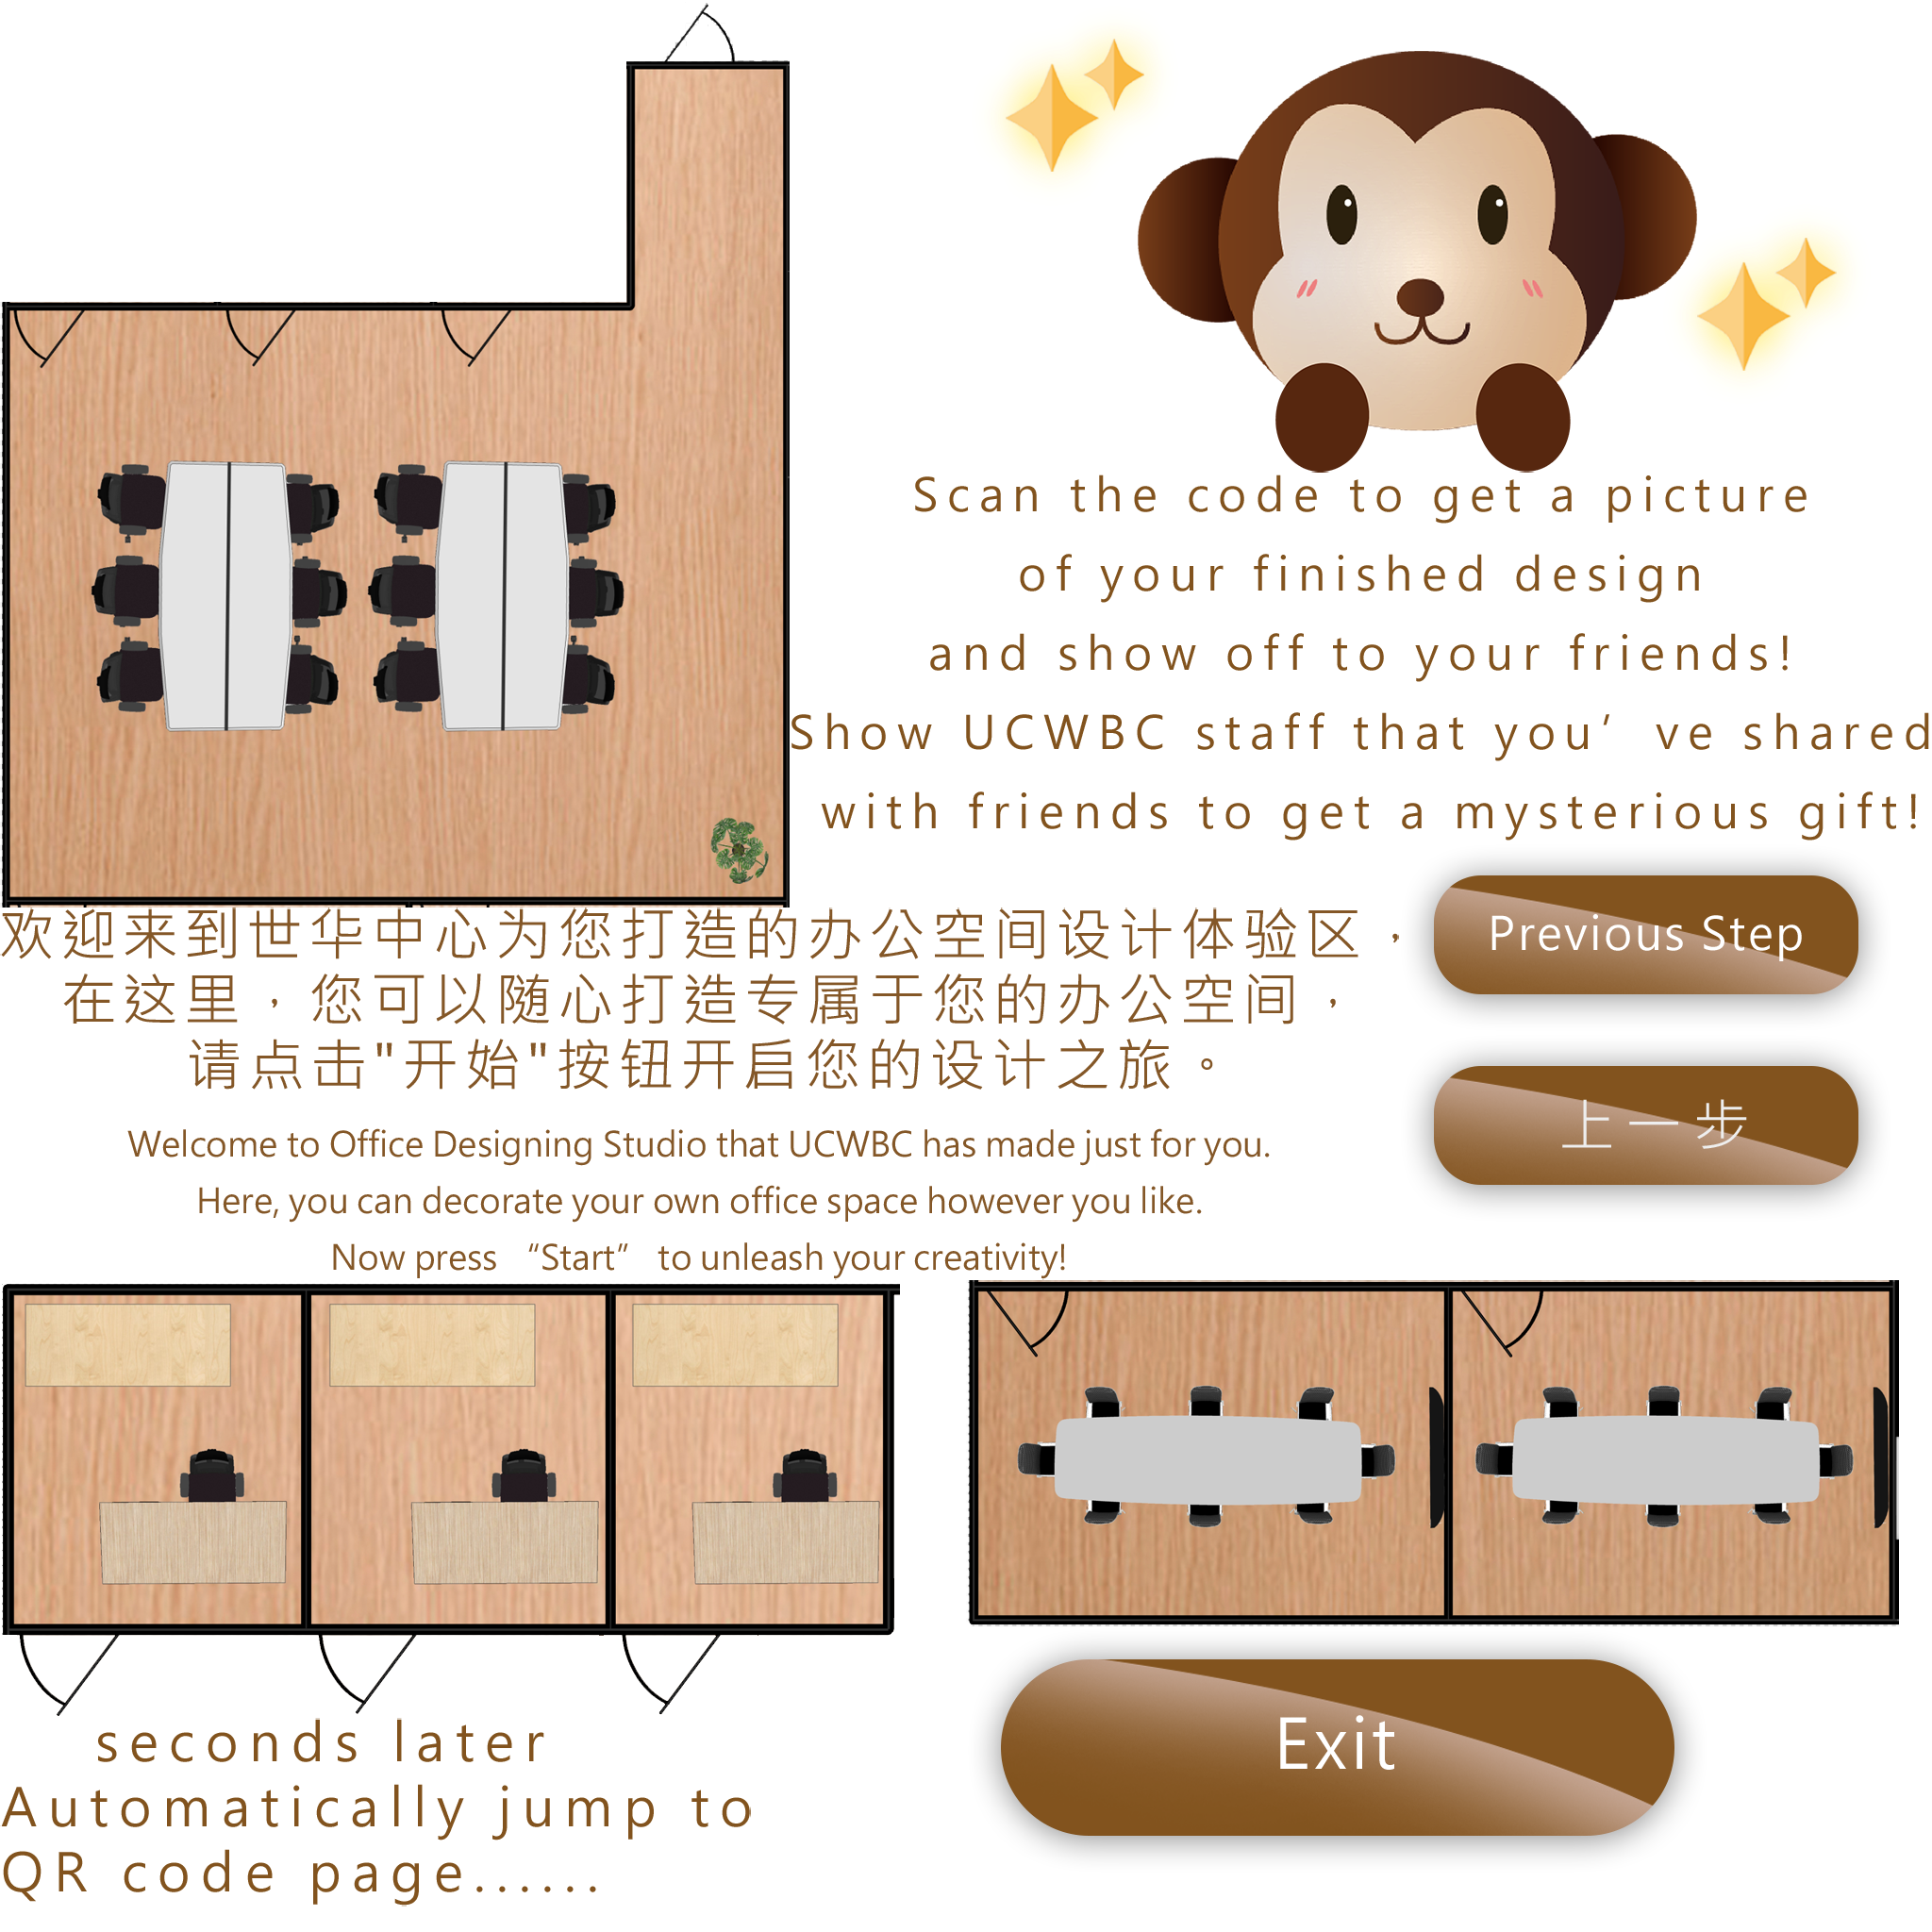 Scan the code to get a picture
of your finished design
and show off to your friends!
Show UCWBC staff that you’ve shared
with friends to get a mysterious gift!
欢迎来到世华中心为您打造的办公空间设计体验区，
在这里，您可以随心打造专属于您的办公空间，
请点击"开始"按钮开启您的设计之旅。
Previous Step
上一步
Welcome to Office Designing Studio that UCWBC has made just for you.
Here, you can decorate your own office space however you like.
Now press “Start” to unleash your creativity!
seconds later
Automatically jump to
QR code page......
Exit